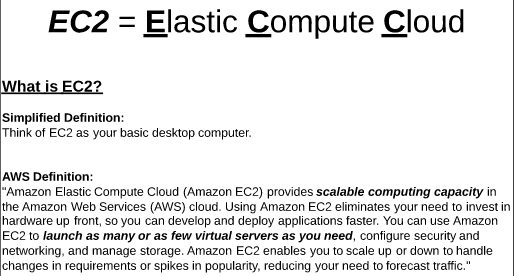 EC2 = Elastic Compute Cloud
What is EC2?
Simplified Definition:
Think of EC2 as your basic desktop computer.
AWS Definition:
"Amazon Elastic Compute Cloud (Amazon EC2) provides scalable computing capacity in
the Amazon Web Services (AWS) cloud. Using Amazon EC2 eliminates your need to invest in
hardware up front, so you can develop and deploy applications faster. You can use Amazon
EC2 to launch as many or as few virtual servers as you need, configure security and
networking, and manage storage. Amazon EC2 enables you to scale up or down to handle
changes in requirements or spikes in popularity, reducing your need to forecast traffic."